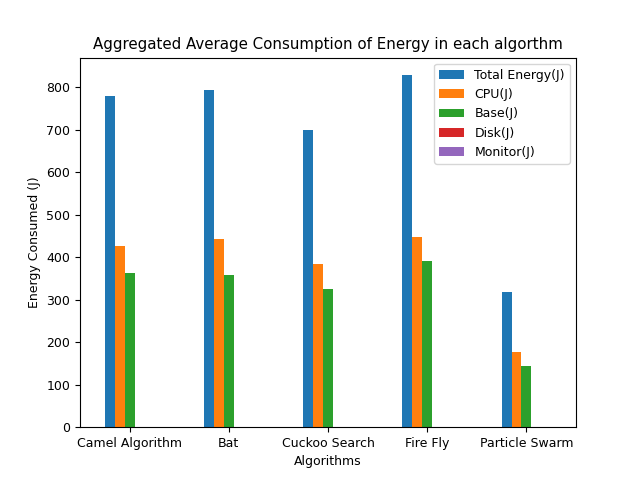 Aggregated Average Consumption of Energy in each algorthm
Total Energy(J)
CPU(J)
Base(J)
Disk(J)
Monitor(J)
Energy Consumed (J)
800
700
600
500
400
300
200
100
0
Camel Algorithm Bat Cuckoo Search Fire Fly Particle Swarm
Algorithms